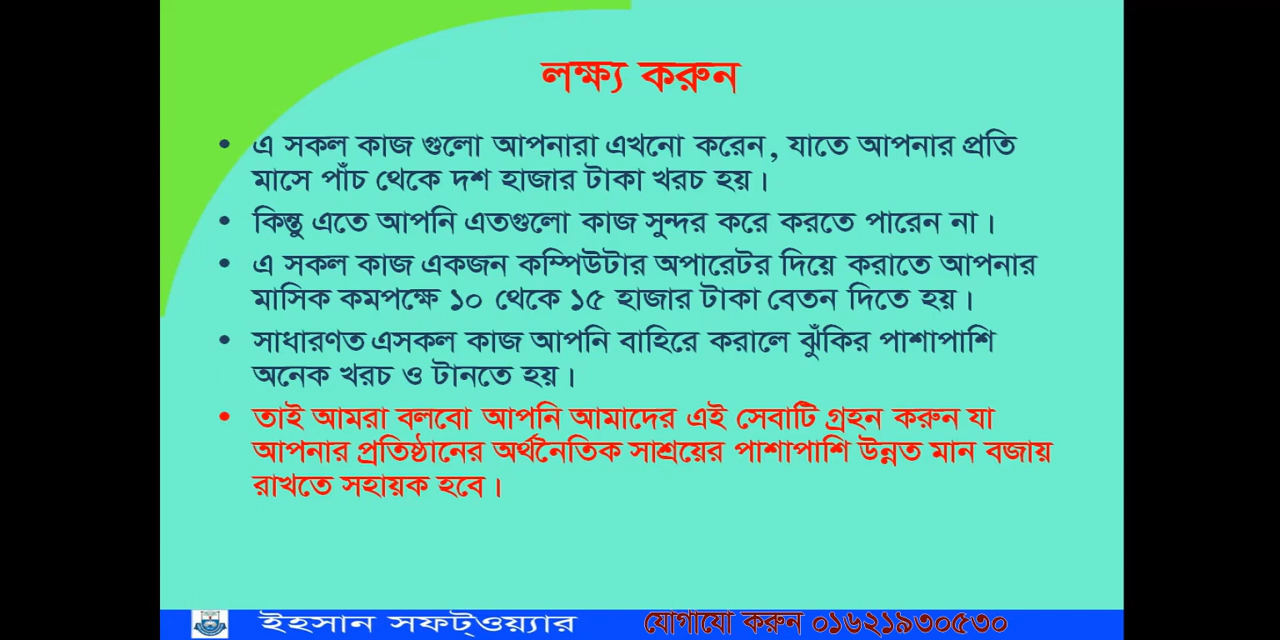 লক্ষ্য করুন
• এ সকল কাজ গুলো আপনারা এখনো করেন, যাতে আপনার প্রতি
মাসে পাঁচ থেকে দশ হাজার টাকা খরচ হয়।
• কিন্তু এতে আপনি এতগুলো কাজ সুন্দর করে করতে পারেন না।
• এ সকল কাজ একজন কম্পিউটার অপারেটর দিয়ে করাতে আপনার
মাসিক কমপক্ষে ১০ থেকে ১৫ হাজার টাকা বেতন দিতে হয়।
• সাধারণত এসকল কাজ আপনি বাহিরে করালে ঝুঁকির পাশাপাশি
অনেক খরচ ও টানতে হয়।
• তাই আমরা বলবো আপনি আমাদের এই সেবাটি গ্রহন করুন যা
আপনার প্রতিষ্ঠানের অর্থনৈতিক সাশ্রয়ের পাশাপাশি উন্নত মান বজায়
রাখতে সহায়ক হবে।
ইহসান সফট্ওয়্যার যোগাযো করুন ০১৬২১৯৩০৫৩০